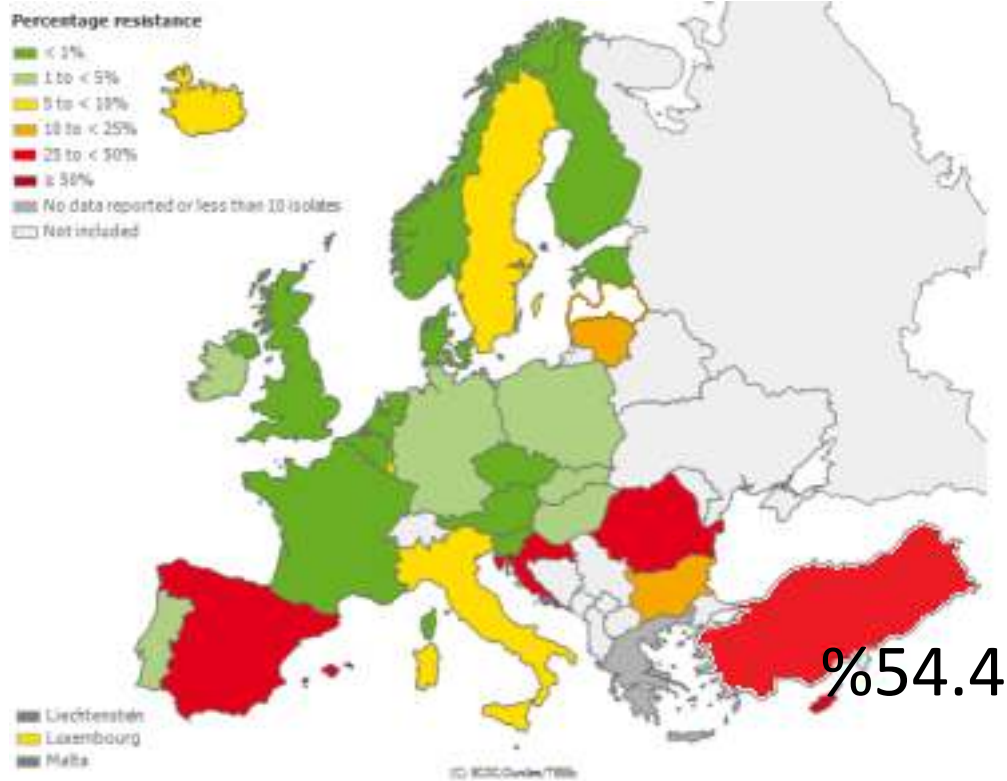 Percentage resistance
< 1%
1 to < 5%
5 to < 10%
10 to < 25%
25 to < 50%
≥ 50%
No data reported or less than 10 isolates
Not included
%54.4
Liechtenstein
Luxembourg
Malta